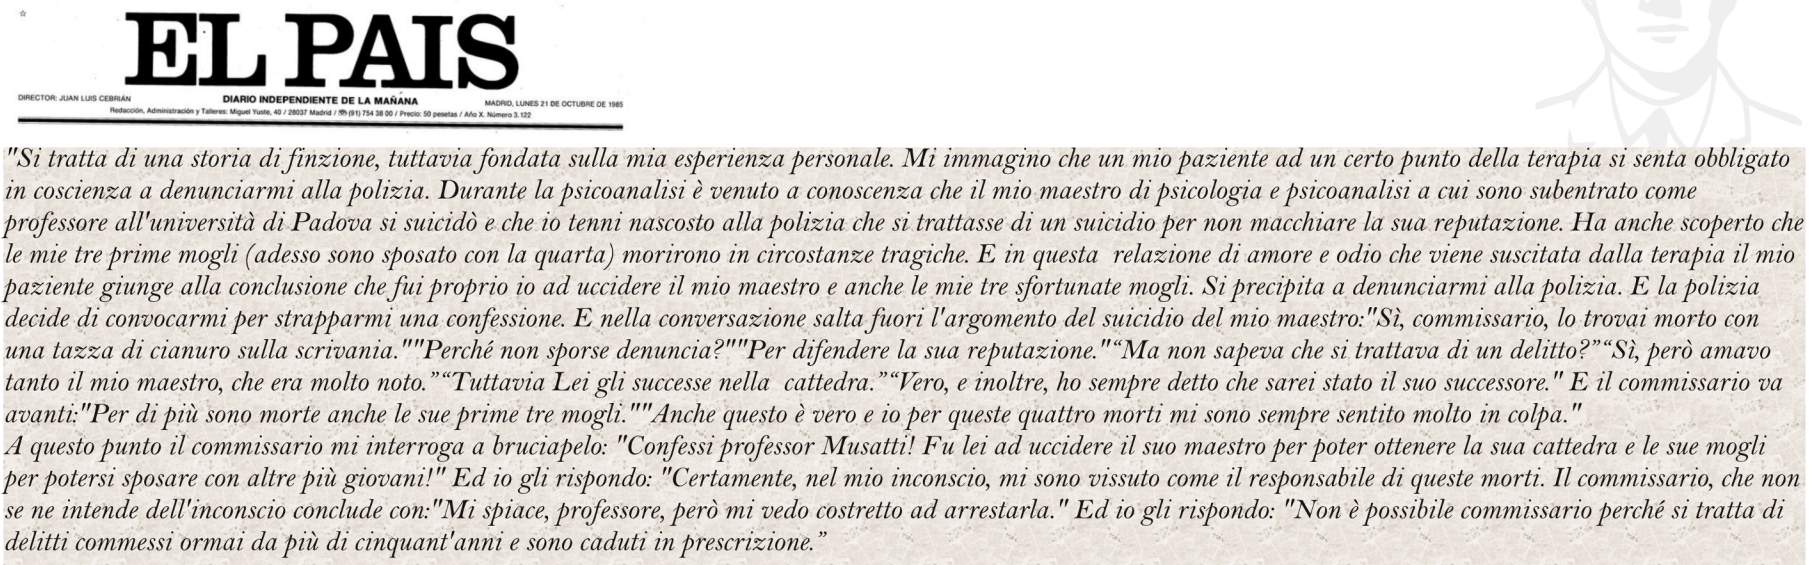 EL PAIS
DIRECTOR: JUAN LUIS CEBRIÁN
DIARIO INDEPENDIENTE DE LA MAÑANA
MADRID, LUNES 21 DE OCTUBRE DE 1985
Redacción, Administración y Talleres: Miguel Yuste, 40 / 28037 Madrid / ☎ (91) 754 38 00 / Precio: 50 pesetas / Año X. Número 3.122
"Si tratta di una storia di finzione, tuttavia fondata sulla mia esperienza personale. Mi immagino che un mio paziente ad un certo punto della terapia si senta obbligato
in coscienza a denunciarmi alla polizia. Durante la psicoanalisi è venuto a conoscenza che il mio maestro di psicologia e psicoanalisi a cui sono subentrato come
professore all'università di Padova si suicidò e che io tenni nascosto alla polizia che si trattasse di un suicidio per non macchiare la sua reputazione. Ha anche scoperto che
le mie tre prime mogli (adesso sono sposato con la quarta) morirono in circostanze tragiche. E in questa relazione di amore e odio che viene suscitata dalla terapia il mio
paziente giunge alla conclusione che fui proprio io ad uccidere il mio maestro e anche le mie tre sfortunate mogli. Si precipita a denunciarmi alla polizia. E la polizia
decide di convocarmi per strapparmi una confessione. E nella conversazione salta fuori l'argomento del suicidio del mio maestro:"Sì, commissario, lo trovai morto con
una tazza di cianuro sulla scrivania.""Perché non sporse denuncia?""Per difendere la sua reputazione."“Ma non sapeva che si trattava di un delitto?”“Sì, però amavo
tanto il mio maestro, che era molto noto.”“Tuttavia Lei gli successe nella cattedra.”“Vero, e inoltre, ho sempre detto che sarei stato il suo successore." E il commissario va
avanti:"Per di più sono morte anche le sue prime tre mogli.""Anche questo è vero e io per queste quattro morti mi sono sempre sentito molto in colpa."
A questo punto il commissario mi interroga a bruciapelo: "Confessi professor Musatti! Fu lei ad uccidere il suo maestro per poter ottenere la sua cattedra e le sue mogli
per potersi sposare con altre più giovani!" Ed io gli rispondo: "Certamente, nel mio inconscio, mi sono vissuto come il responsabile di queste morti. Il commissario, che non
se ne intende dell'inconscio conclude con:"Mi spiace, professore, però mi vedo costretto ad arrestarla." Ed io gli rispondo: "Non è possibile commissario perché si tratta di
delitti commessi ormai da più di cinquant'anni e sono caduti in prescrizione.”